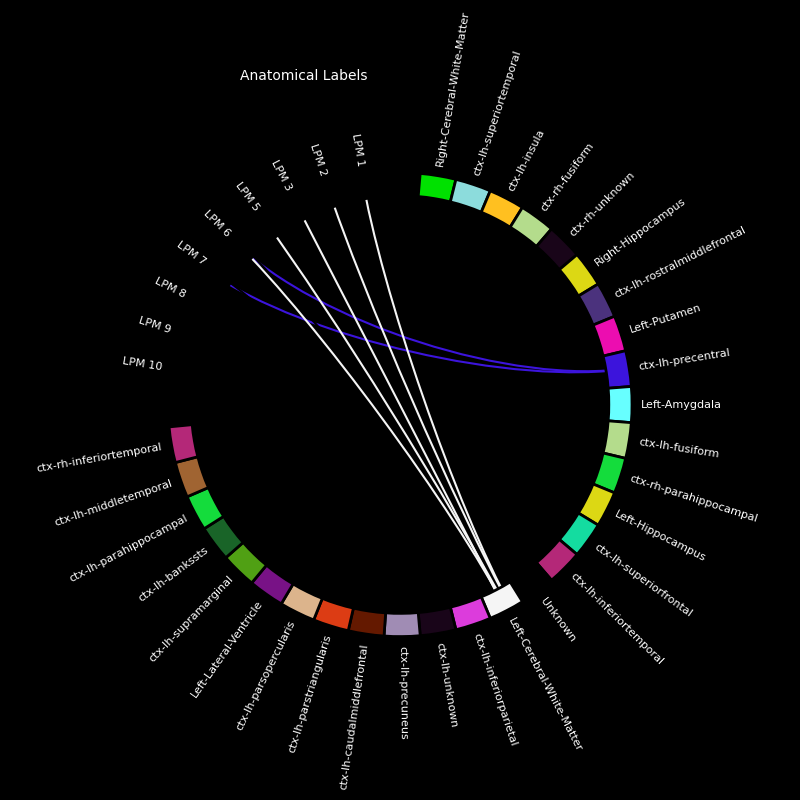 Anatomical Labels
Right-Cerebral-White-Matter
ctx-lh-superiortemporal
ctx-lh-insula
ctx-rh-fusiform
ctx-rh-unknown
Right-Hippocampus
ctx-lh-rostralmiddlefrontal
Left-Putamen
ctx-lh-precentral
Left-Amygdala
ctx-lh-fusiform
ctx-rh-parahippocampal
Left-Hippocampus
ctx-lh-superiorfrontal
ctx-lh-inferiortemporal
Unknown
Left-Cerebral-White-Matter
ctx-lh-inferiorparietal
ctx-lh-unknown
ctx-lh-precuneus
ctx-lh-caudalmiddlefrontal
ctx-lh-parstriangularis
ctx-lh-parsopercularis
Left-Lateral-Ventricle
ctx-lh-supramarginal
ctx-lh-bankssts
ctx-lh-parahippocampal
ctx-lh-middletemporal
ctx-rh-inferiortemporal
LPM 10
LPM 9
LPM 8
LPM 7
LPM 6
LPM 5
LPM 3
LPM 2
LPM 1